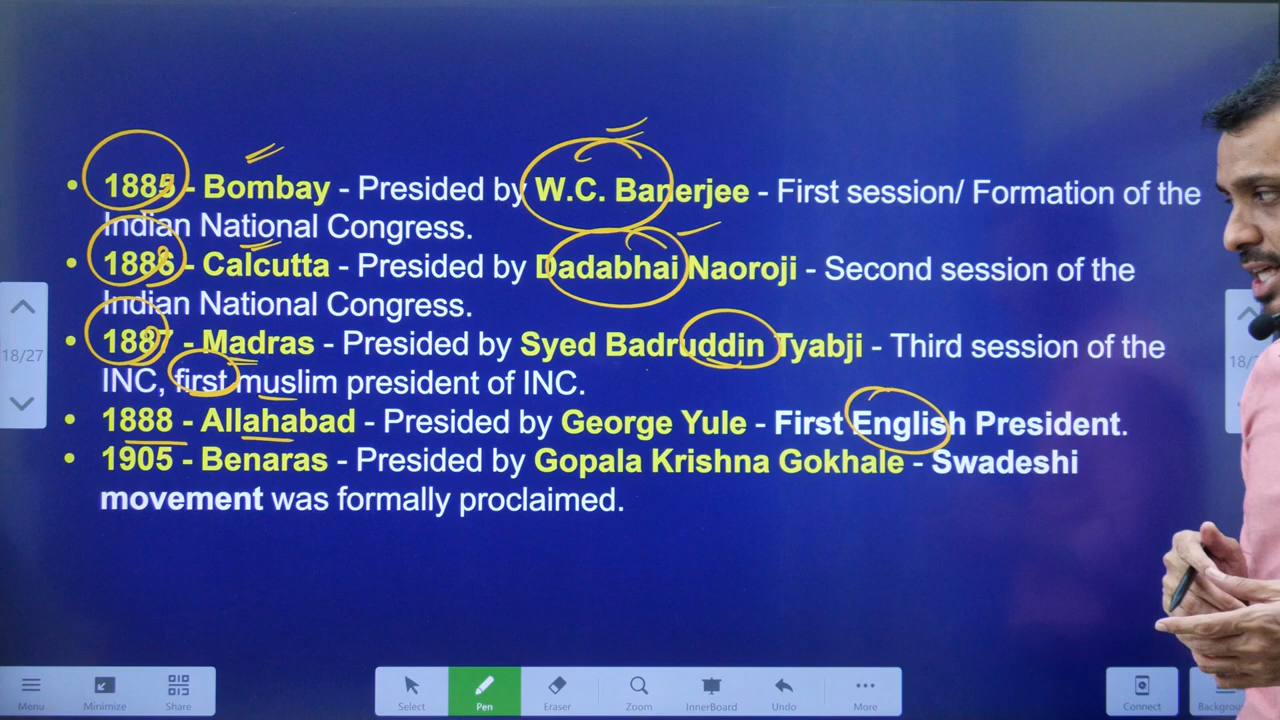 • 1885 - Bombay - Presided by W.C. Banerjee - First session/ Formation of the
Indian National Congress.
• 1886 - Calcutta - Presided by Dadabhai Naoroji - Second session of the
Indian National Congress.
• 1887 - Madras - Presided by Syed Badruddin Tyabji - Third session of the
INC, first muslim president of INC.
• 1888 - Allahabad - Presided by George Yule - First English President.
• 1905 - Benaras - Presided by Gopala Krishna Gokhale - Swadeshi
movement was formally proclaimed.
18/27
18/
Menu Minimize Share Select Pen Eraser Zoom InnerBoard Undo More Connect